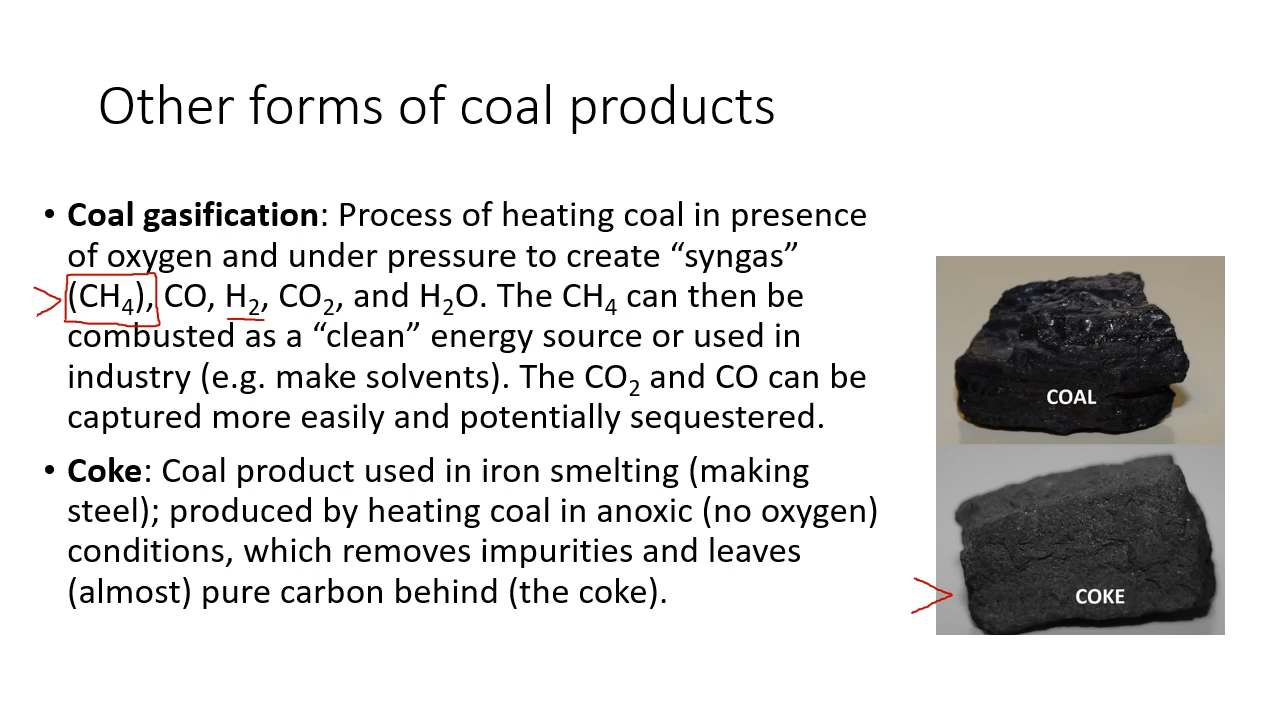 Other forms of coal products
• Coal gasification: Process of heating coal in presence
of oxygen and under pressure to create “syngas”
(CH₄), CO, H₂, CO₂, and H₂O. The CH₄ can then be
combusted as a “clean” energy source or used in
industry (e.g. make solvents). The CO₂ and CO can be
captured more easily and potentially sequestered.
• Coke: Coal product used in iron smelting (making
steel); produced by heating coal in anoxic (no oxygen)
conditions, which removes impurities and leaves
(almost) pure carbon behind (the coke).
COAL
COKE